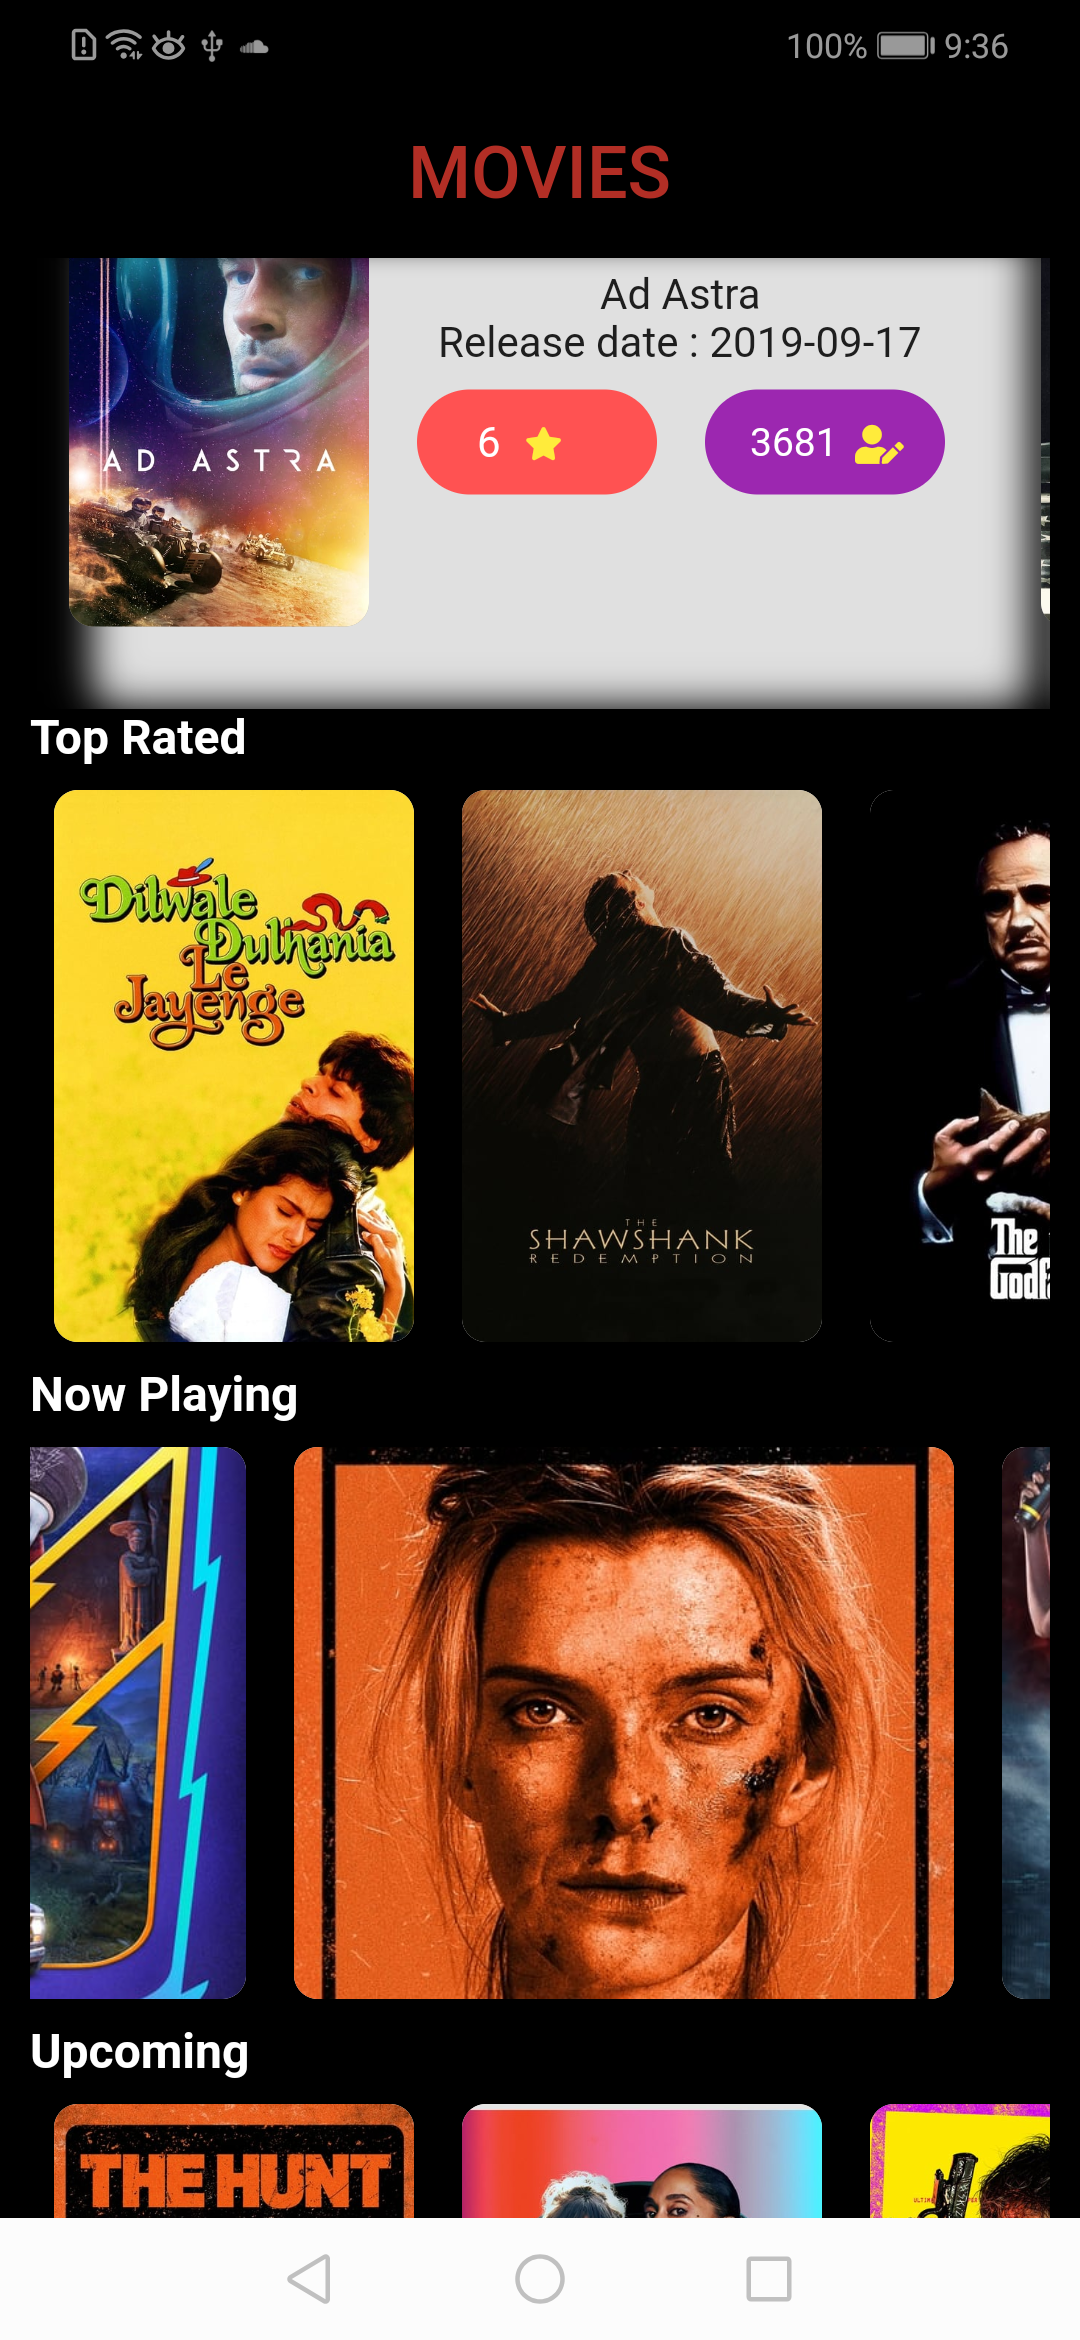 100% 9:36
MOVIES
Ad Astra
Release date : 2019-09-17
6
3681
AD ASTRA
Top Rated
Dilwale
Dulhania
Le
Jayenge
THE
SHAWSHANK
REDEMPTION
The
Godf
Now Playing
Upcoming
THE HUNT